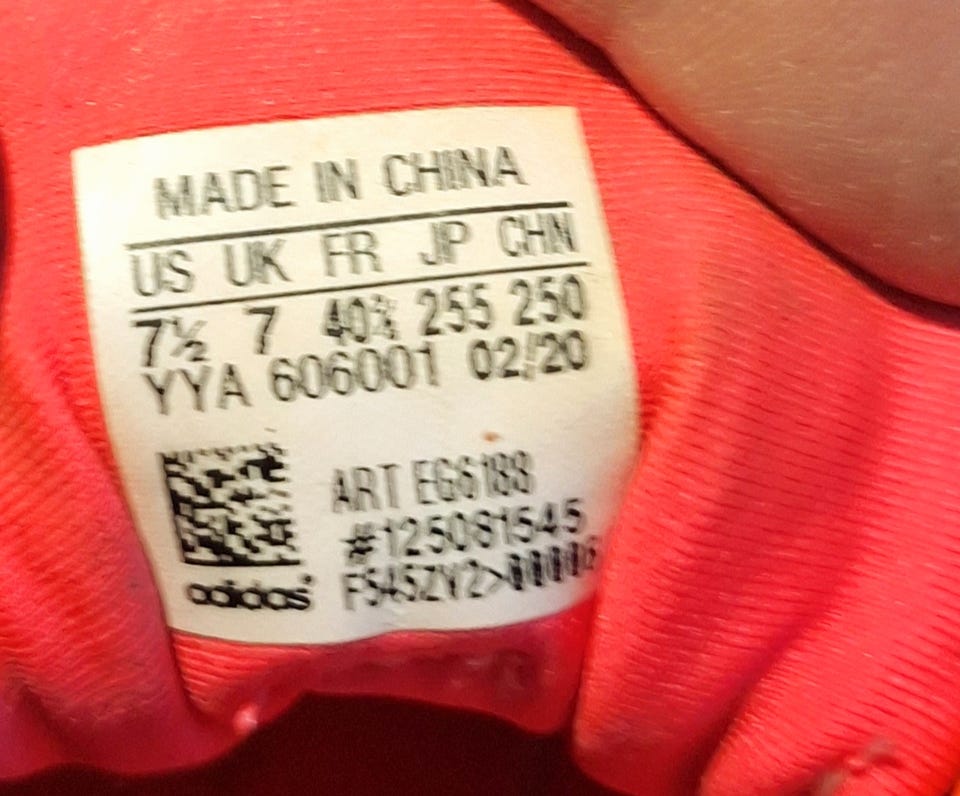 MADE IN CHINA
US UK FR JP CHN
7½ 7 40⅔ 255 250
YYA 606001 02/20
ART EG6188
#125081545
adidas